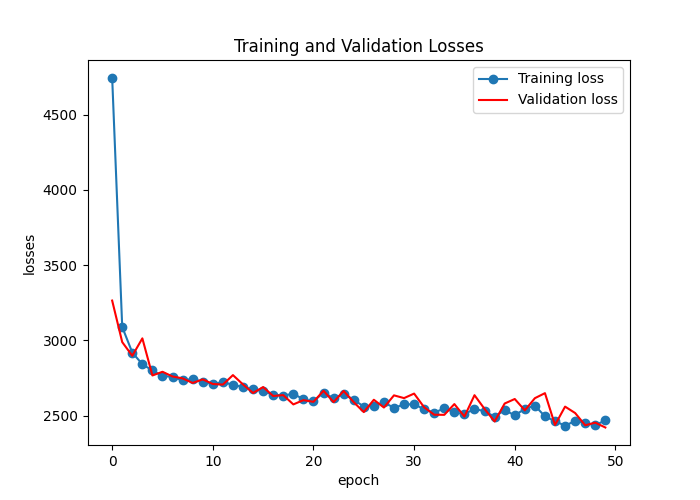 Training and Validation Losses
Training loss
Validation loss
4500
4000
3500
3000
2500
losses
0 10 20 30 40 50
epoch